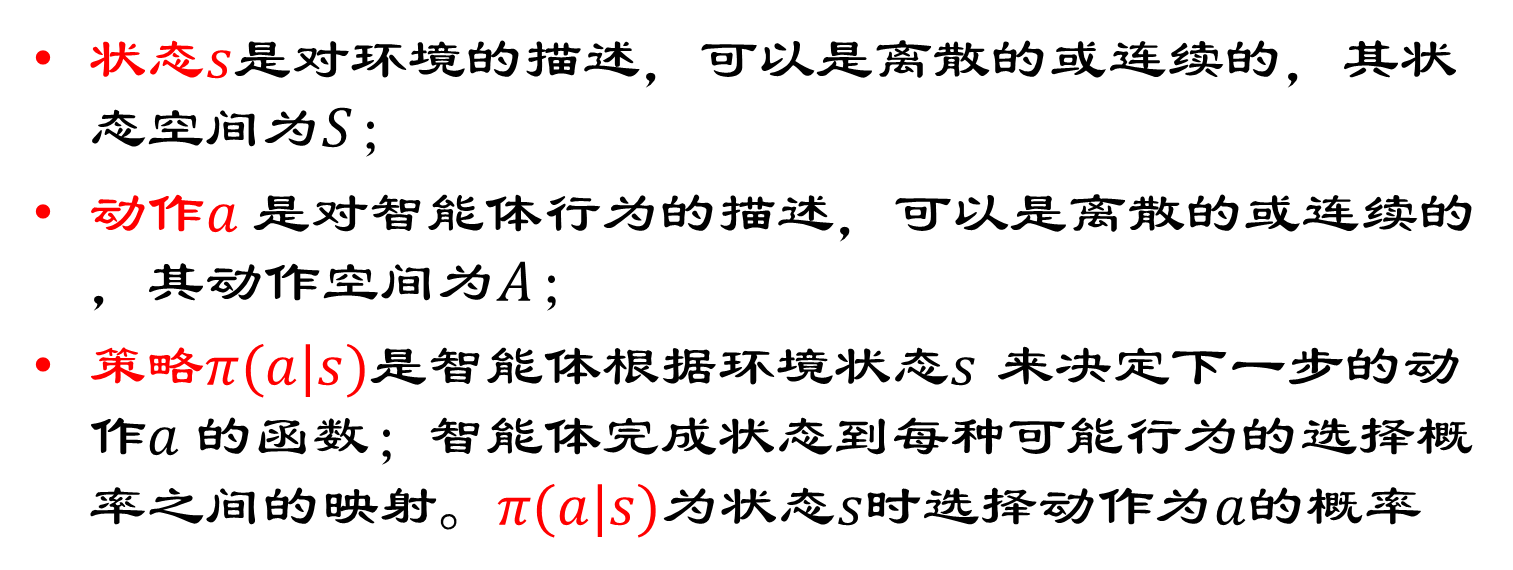 • 状态s是对环境的描述，可以是离散的或连续的，其状
态空间为S；
• 动作a 是对智能体行为的描述，可以是离散的或连续的
，其动作空间为A；
• 策略π(a|s)是智能体根据环境状态s 来决定下一步的动
作a 的函数；智能体完成状态到每种可能行为的选择概
率之间的映射。π(a|s)为状态s时选择动作为a的概率